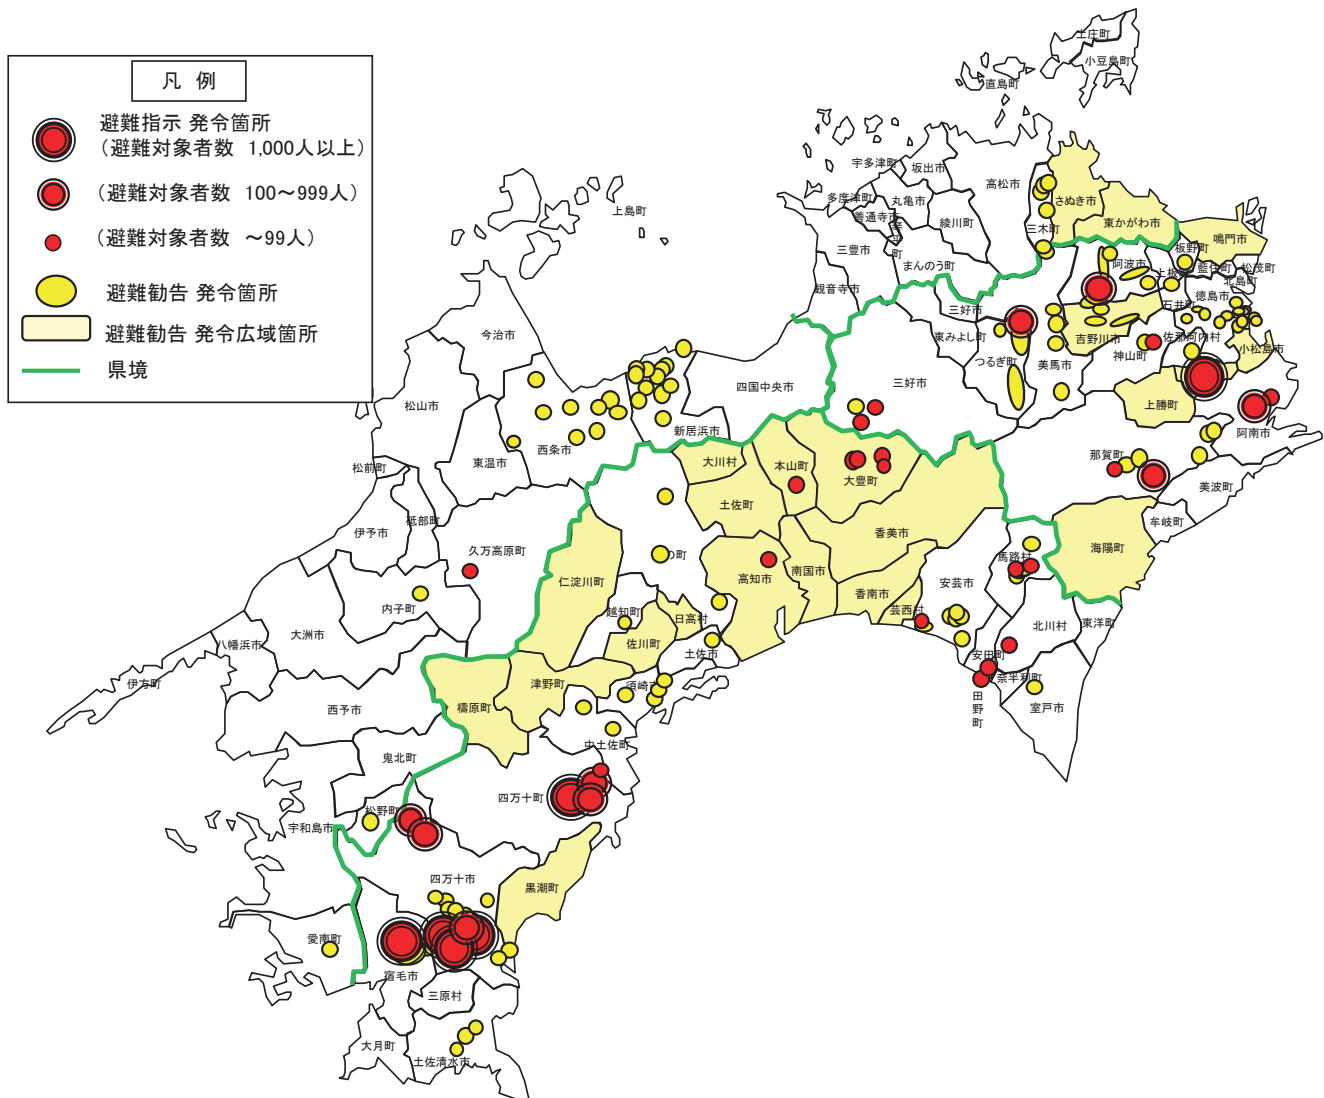 凡 例
避難指示 発令箇所
（避難対象者数 1,000人以上）
（避難対象者数 100～999人）
（避難対象者数 ～99人）
避難勧告 発令箇所
避難勧告 発令広域箇所
県境
土庄町
小豆島町
直島町
宇多津町
坂出市
高松市
多度津町
丸亀市
善通寺市
綾川町
琴平町
三木町
さぬき市
東かがわ市
三豊市
まんのう町
観音寺市
上島町
今治市
松山市
東温市
西条市
新居浜市
四国中央市
三好市
東みよし町
つるぎ町
三好市
美馬市
吉野川市
阿波市
上板町
板野町
藍住町
鳴門市
松茂町
北島町
徳島市
石井町
神山町
佐那河内村
小松島市
上勝町
阿南市
那賀町
美波町
牟岐町
海陽町
松前町
砥部町
伊予市
久万高原町
内子町
大洲市
八幡浜市
伊方町
西予市
鬼北町
松野町
宇和島市
愛南町
大川村
本山町
大豊町
土佐町
香美市
の町
高知市
南国市
香南市
芸西村
安芸市
馬路村
北川村
東洋町
安田町
奈半利町
田野町
室戸市
仁淀川町
越知町
日高村
佐川町
土佐市
須崎市
津野町
檮原町
中土佐町
四万十町
四万十市
黒潮町
宿毛市
三原村
大月町
土佐清水市